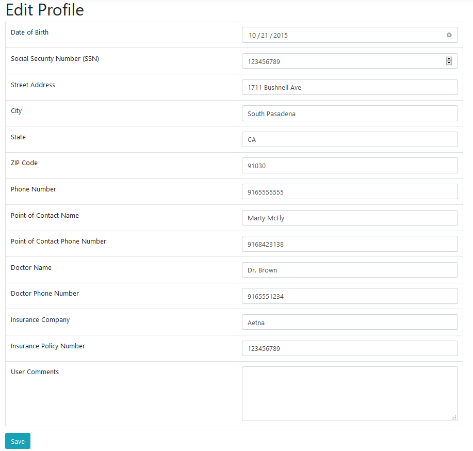 Edit Profile
Date of Birth
10 / 21 / 2015
Social Security Number (SSN)
123456789
Street Address
1711 Bushnell Ave
City
South Pasadena
State
CA
ZIP Code
91030
Phone Number
9165555555
Point of Contact Name
Marty McFly
Point of Contact Phone Number
9168423138
Doctor Name
Dr. Brown
Doctor Phone Number
9165551234
Insurance Company
Aetna
Insurance Policy Number
123456789
User Comments
Save